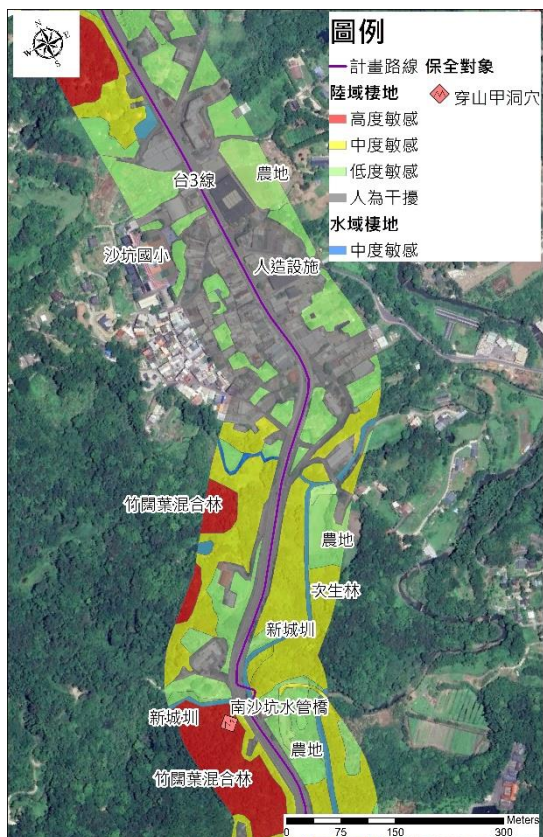 N
E
W
S
圖例
計畫路線 保全對象
陸域棲地
穿山甲洞穴
高度敏感
中度敏感
低度敏感
人為干擾
水域棲地
中度敏感
台3線
農地
沙坑國小
人造設施
竹闊葉混合林
農地
次生林
新城圳
新城圳
南沙坑水管橋
農地
竹闊葉混合林
Meters
0 75 150 300